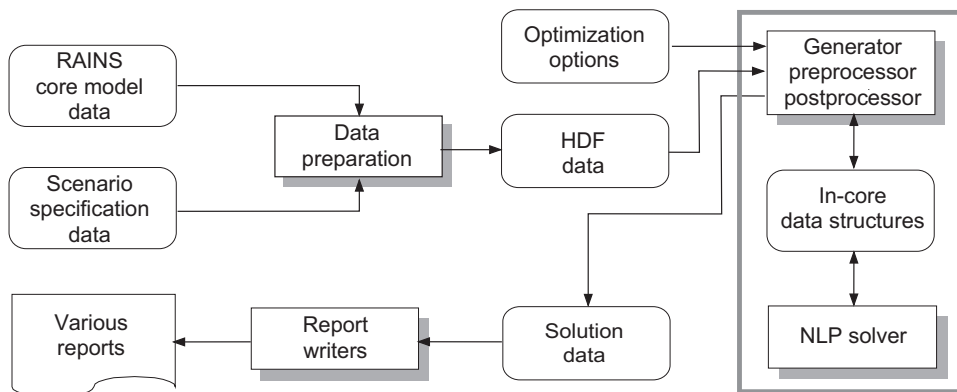 RAINS
core model
data
Scenario
specification
data
Data
preparation
Optimization
options
HDF
data
Generator
preprocessor
postprocessor
In-core
data structures
NLP solver
Solution
data
Report
writers
Various
reports